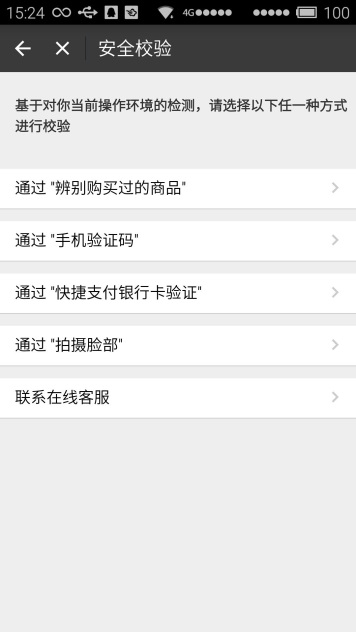 15:24 4G 100
安全校验
基于对你当前操作环境的检测，请选择以下任一种方式
进行校验
通过 "辨别购买过的商品"
通过 "手机验证码"
通过 "快捷支付银行卡验证"
通过 "拍摄脸部"
联系在线客服